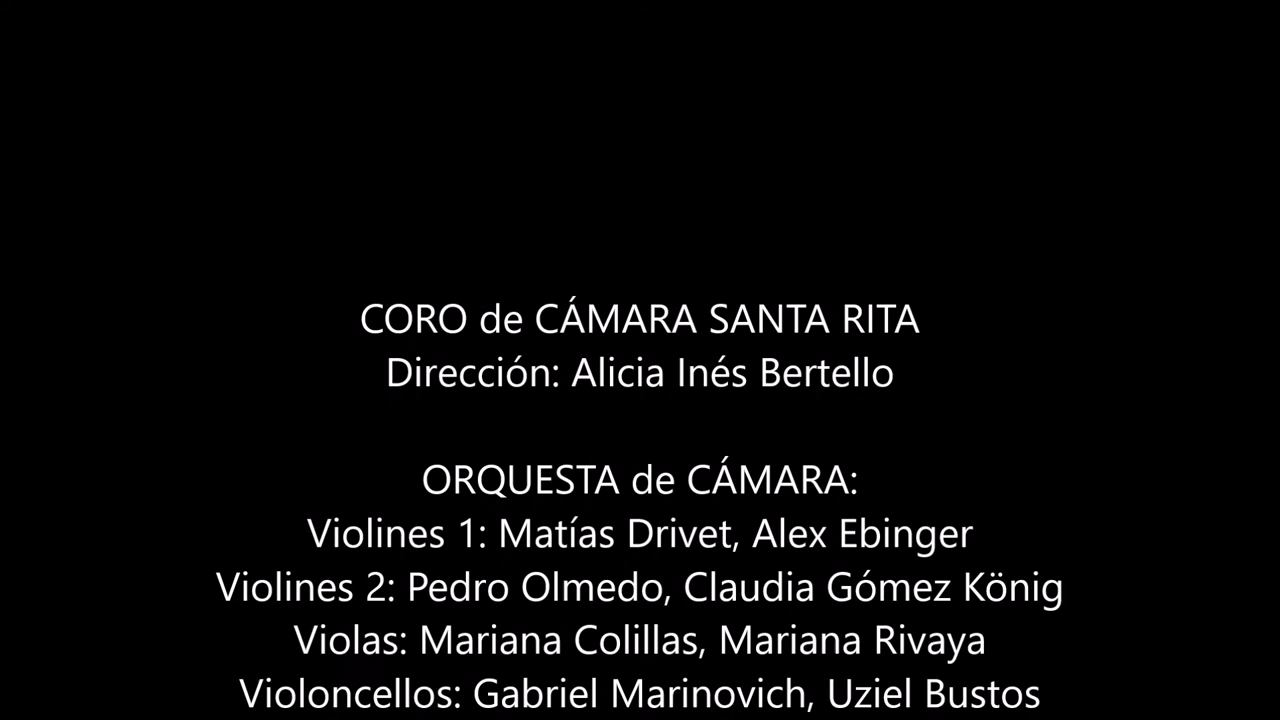 CORO de CÁMARA SANTA RITA
Dirección: Alicia Inés Bertello
ORQUESTA de CÁMARA:
Violines 1: Matías Drivet, Alex Ebinger
Violines 2: Pedro Olmedo, Claudia Gómez König
Violas: Mariana Colillas, Mariana Rivaya
Violoncellos: Gabriel Marinovich, Uziel Bustos